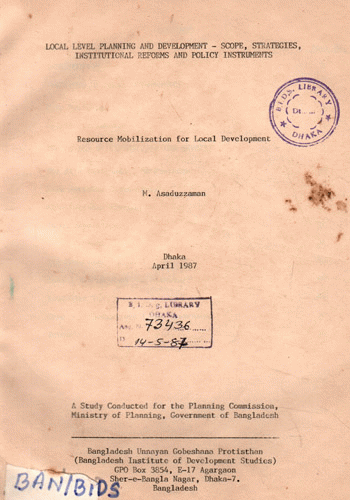 LOCAL LEVEL PLANNING AND DEVELOPMENT - SCOPE, STRATEGIES,
INSTITUTIONAL REFORMS AND POLICY INSTRUMENTS
B.I.D.S. LIBRARY
DHAKA
Resource Mobilization for Local Development
M. Asaduzzaman
Dhaka
April 1987
LIBRARY
DHAKA
73436
14-5-87
A Study Conducted for the Planning Commission,
Ministry of Planning, Government of Bangladesh
Bangladesh Unnayan Gobeshana Protisthan
(Bangladesh Institute of Development Studies)
GPO Box 3854, E-17 Agargaon
Sher-e-Bangla Nagar, Dhaka-7.
Bangladesh
BAN/BIDS